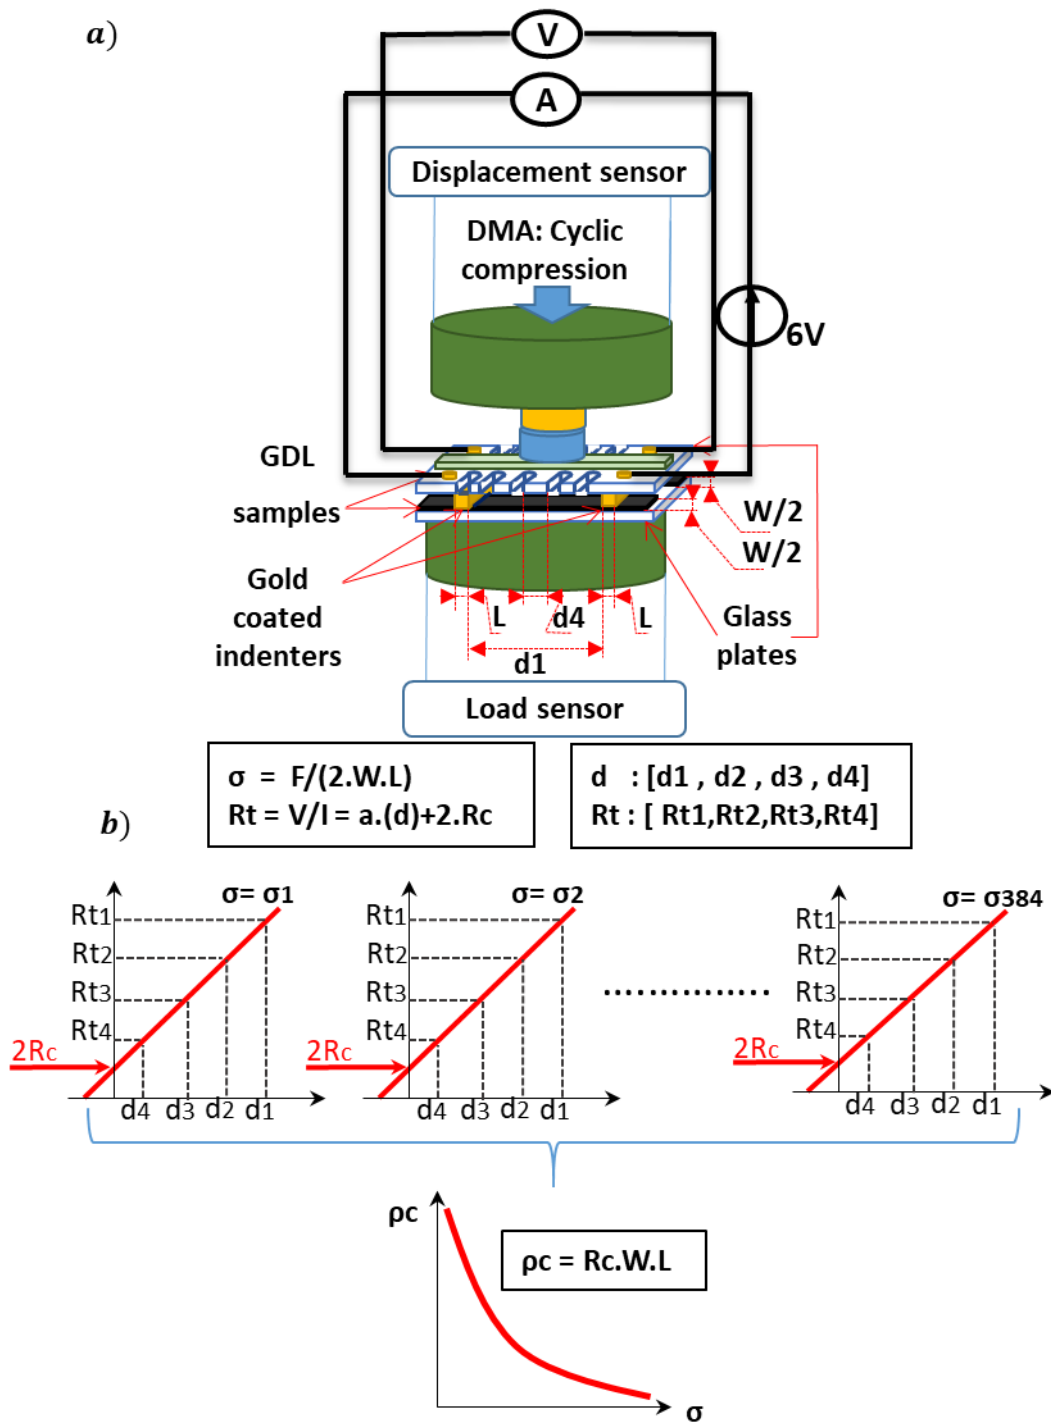 a)
V
A
Displacement sensor
DMA: Cyclic
compression
6V
GDL
samples
W/2
W/2
Gold
coated
indenters
L
d4
L
d1
Glass
plates
Load sensor
σ = F/(2.W.L)
Rt = V/I = a.(d)+2.Rc
d : [d1 , d2 , d3 , d4]
Rt : [ Rt1,Rt2,Rt3,Rt4]
b)
σ= σ1
Rt1
Rt2
Rt3
Rt4
2Rc
d4 d3 d2 d1
σ= σ2
Rt1
Rt2
Rt3
Rt4
2Rc
d4 d3 d2 d1
....................
σ= σ384
Rt1
Rt2
Rt3
Rt4
2Rc
d4 d3 d2 d1
ρc
ρc = Rc.W.L
σ